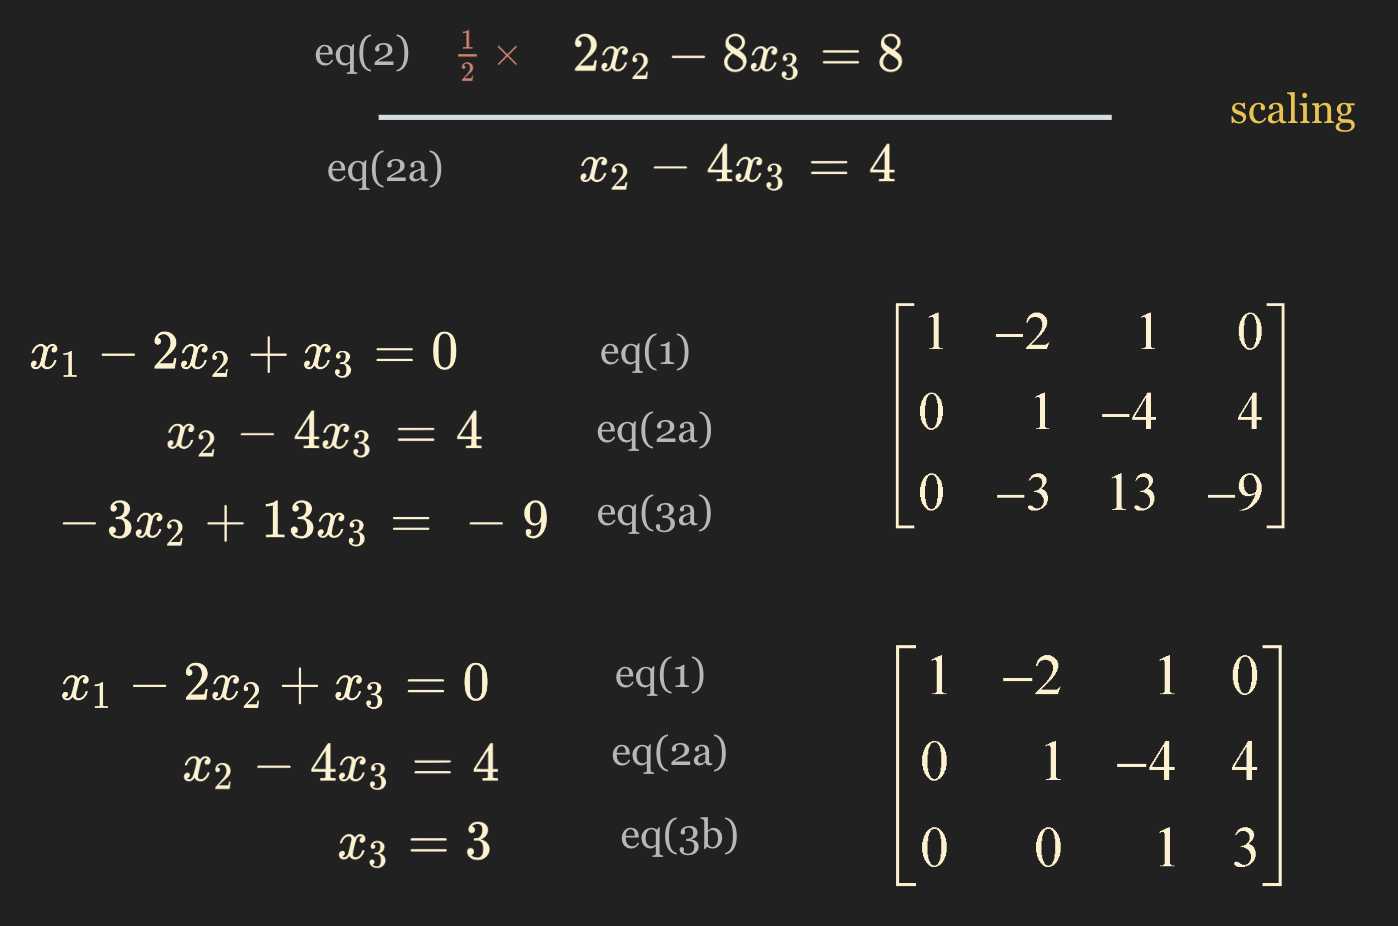 eq(2) 1/2 × 2x₂ − 8x₃ = 8
scaling
eq(2a) x₂ − 4x₃ = 4
x₁ − 2x₂ + x₃ = 0 eq(1)
x₂ − 4x₃ = 4 eq(2a)
−3x₂ + 13x₃ = −9 eq(3a)
1 −2 1 0
0 1 −4 4
0 −3 13 −9
x₁ − 2x₂ + x₃ = 0 eq(1)
x₂ − 4x₃ = 4 eq(2a)
x₃ = 3 eq(3b)
1 −2 1 0
0 1 −4 4
0 0 1 3